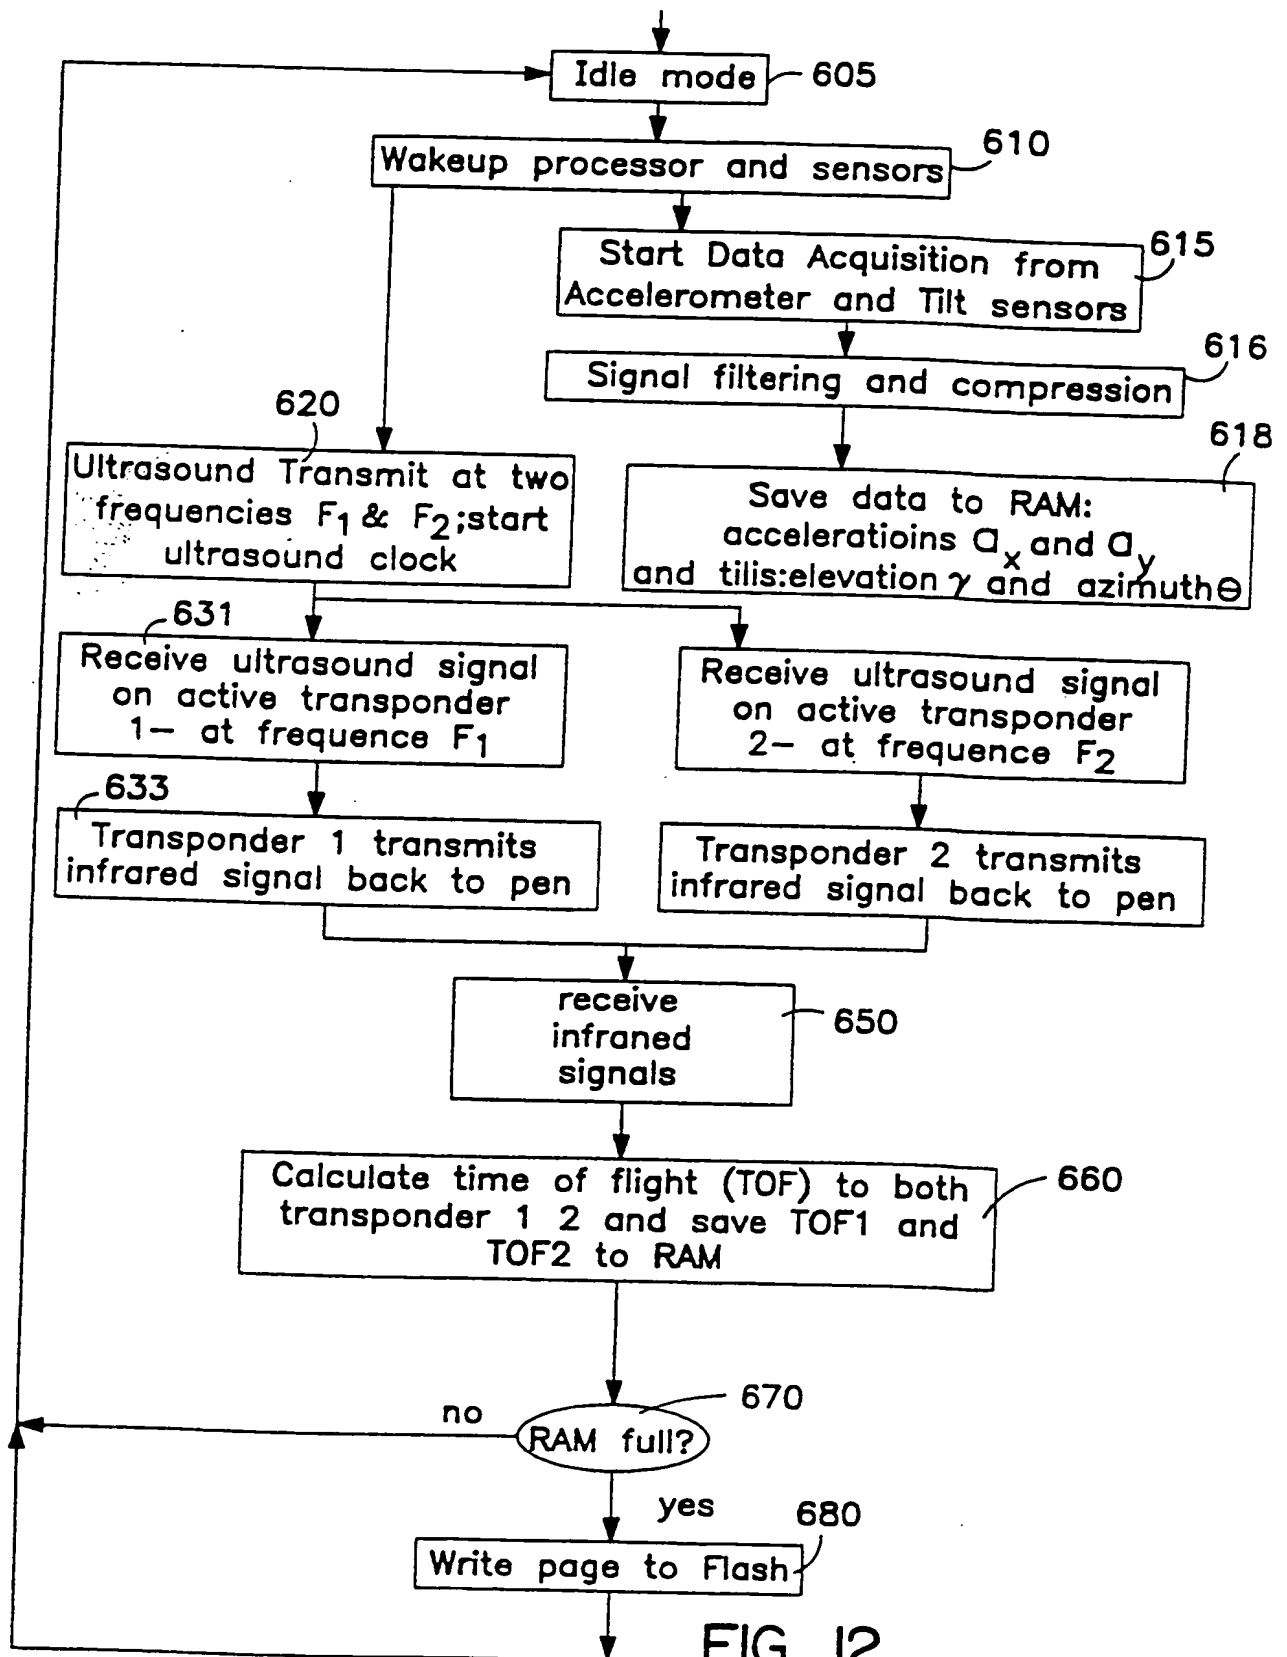 Idle mode
605
610
Wakeup processor and sensors
615
Start Data Acquisition from
Accelerometer and Tilt sensors
616
Signal filtering and compression
620
618
Ultrasound Transmit at two
frequencies F1 & F2;start
ultrasound clock
Save data to RAM:
acceleratioins ax and ay
and tilis:elevation γ and azimuth Θ
631
Receive ultrasound signal
on active transponder
1– at frequence F1
Receive ultrasound signal
on active transponder
2– at frequence F2
633
Transponder 1 transmits
infrared signal back to pen
Transponder 2 transmits
infrared signal back to pen
receive
infraned
signals
650
Calculate time of flight (TOF) to both
transponder 1 2 and save TOF1 and
TOF2 to RAM
660
670
no
RAM full?
yes
680
Write page to Flash
FIG. 12